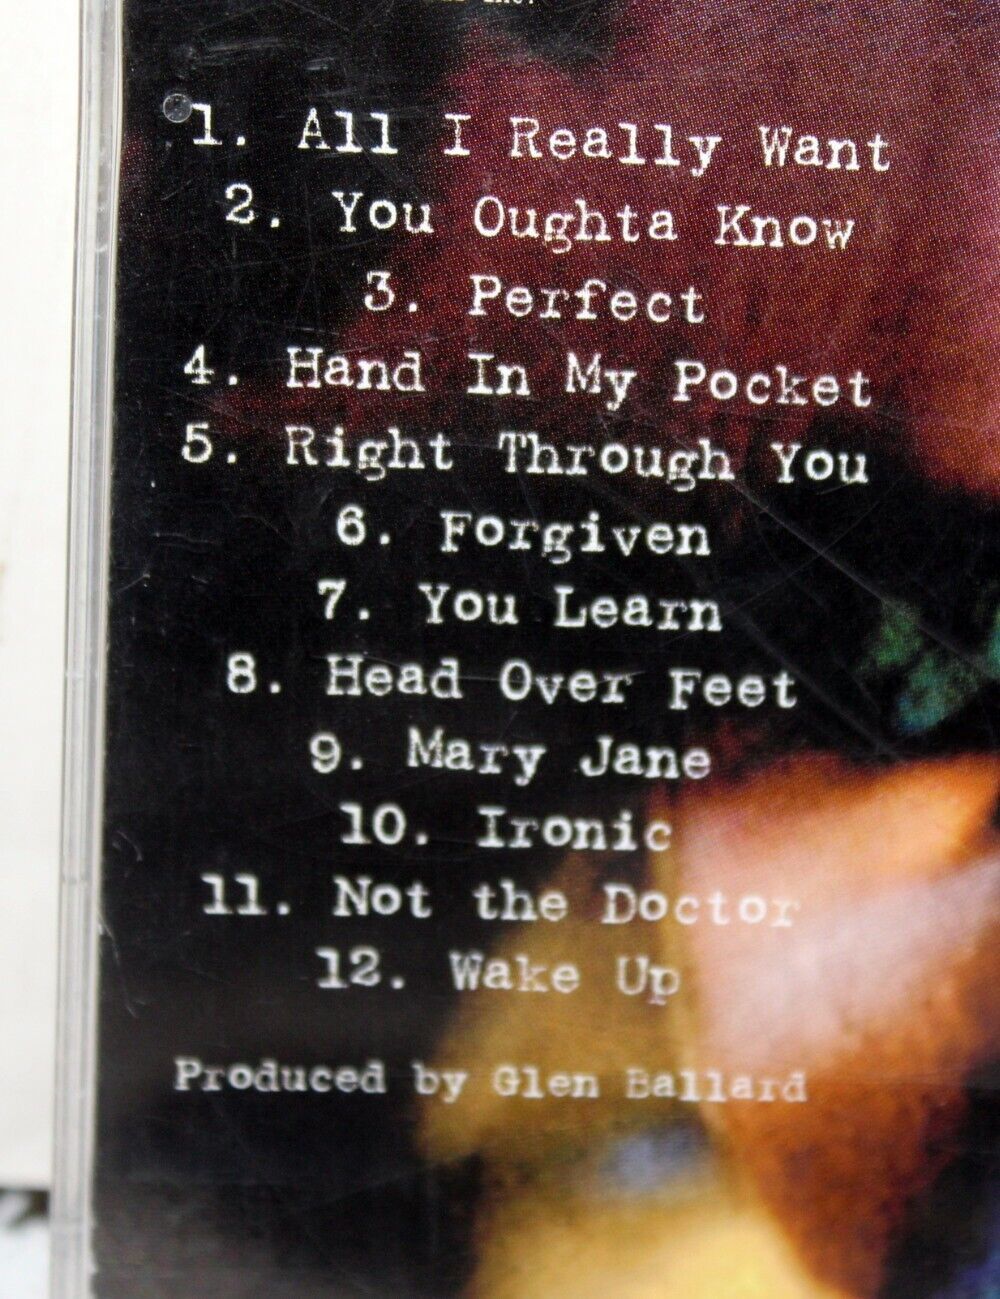 1. All I Really Want
2. You Oughta Know
3. Perfect
4. Hand In My Pocket
5. Right Through You
6. Forgiven
7. You Learn
8. Head Over Feet
9. Mary Jane
10. Ironic
11. Not the Doctor
12. Wake Up
Produced by Glen Ballard